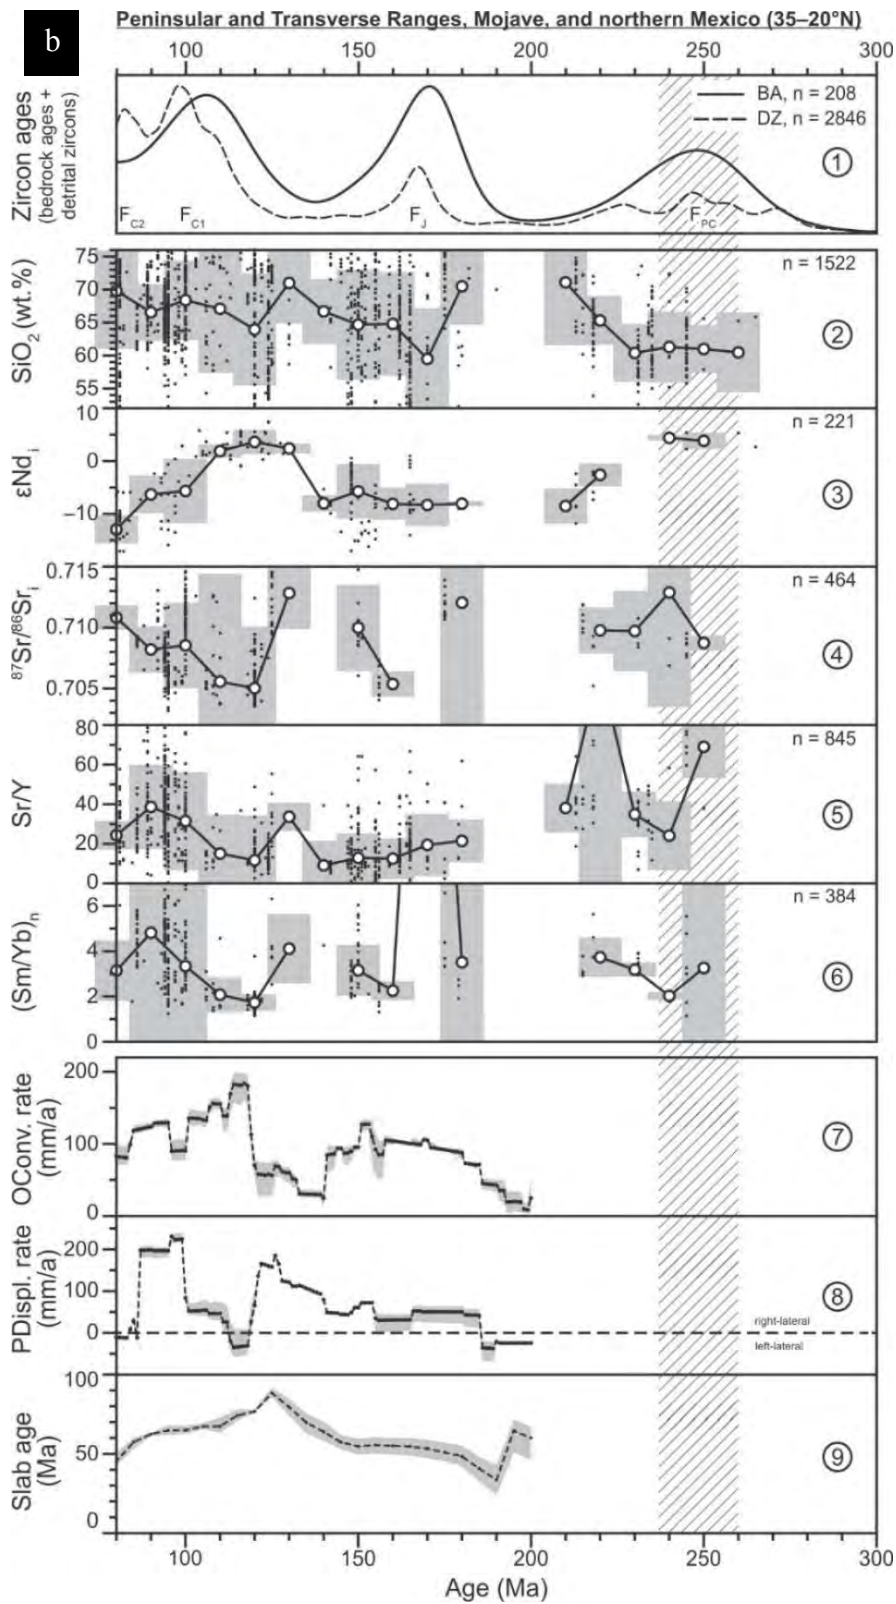 b
Peninsular and Transverse Ranges, Mojave, and northern Mexico (35–20°N)
100 150 200 250 300
Zircon ages
(bedrock ages +
detrital zircons)
BA, n = 208
DZ, n = 2846
1
FC2 FC1 FJ FPC
SiO2 (wt.%)
75
70
65
60
55
n = 1522
2
εNd i
10
0
−10
n = 221
3
87Sr/86Sri
0.715
0.710
0.705
n = 464
4
Sr/Y
80
60
40
20
0
n = 845
5
(Sm/Yb)n
6
4
2
0
n = 384
6
OConv. rate
(mm/a)
200
100
0
7
PDispl. rate
(mm/a)
200
100
0
right-lateral
left-lateral
8
Slab age
(Ma)
100
50
0
9
100 150 200 250 300
Age (Ma)